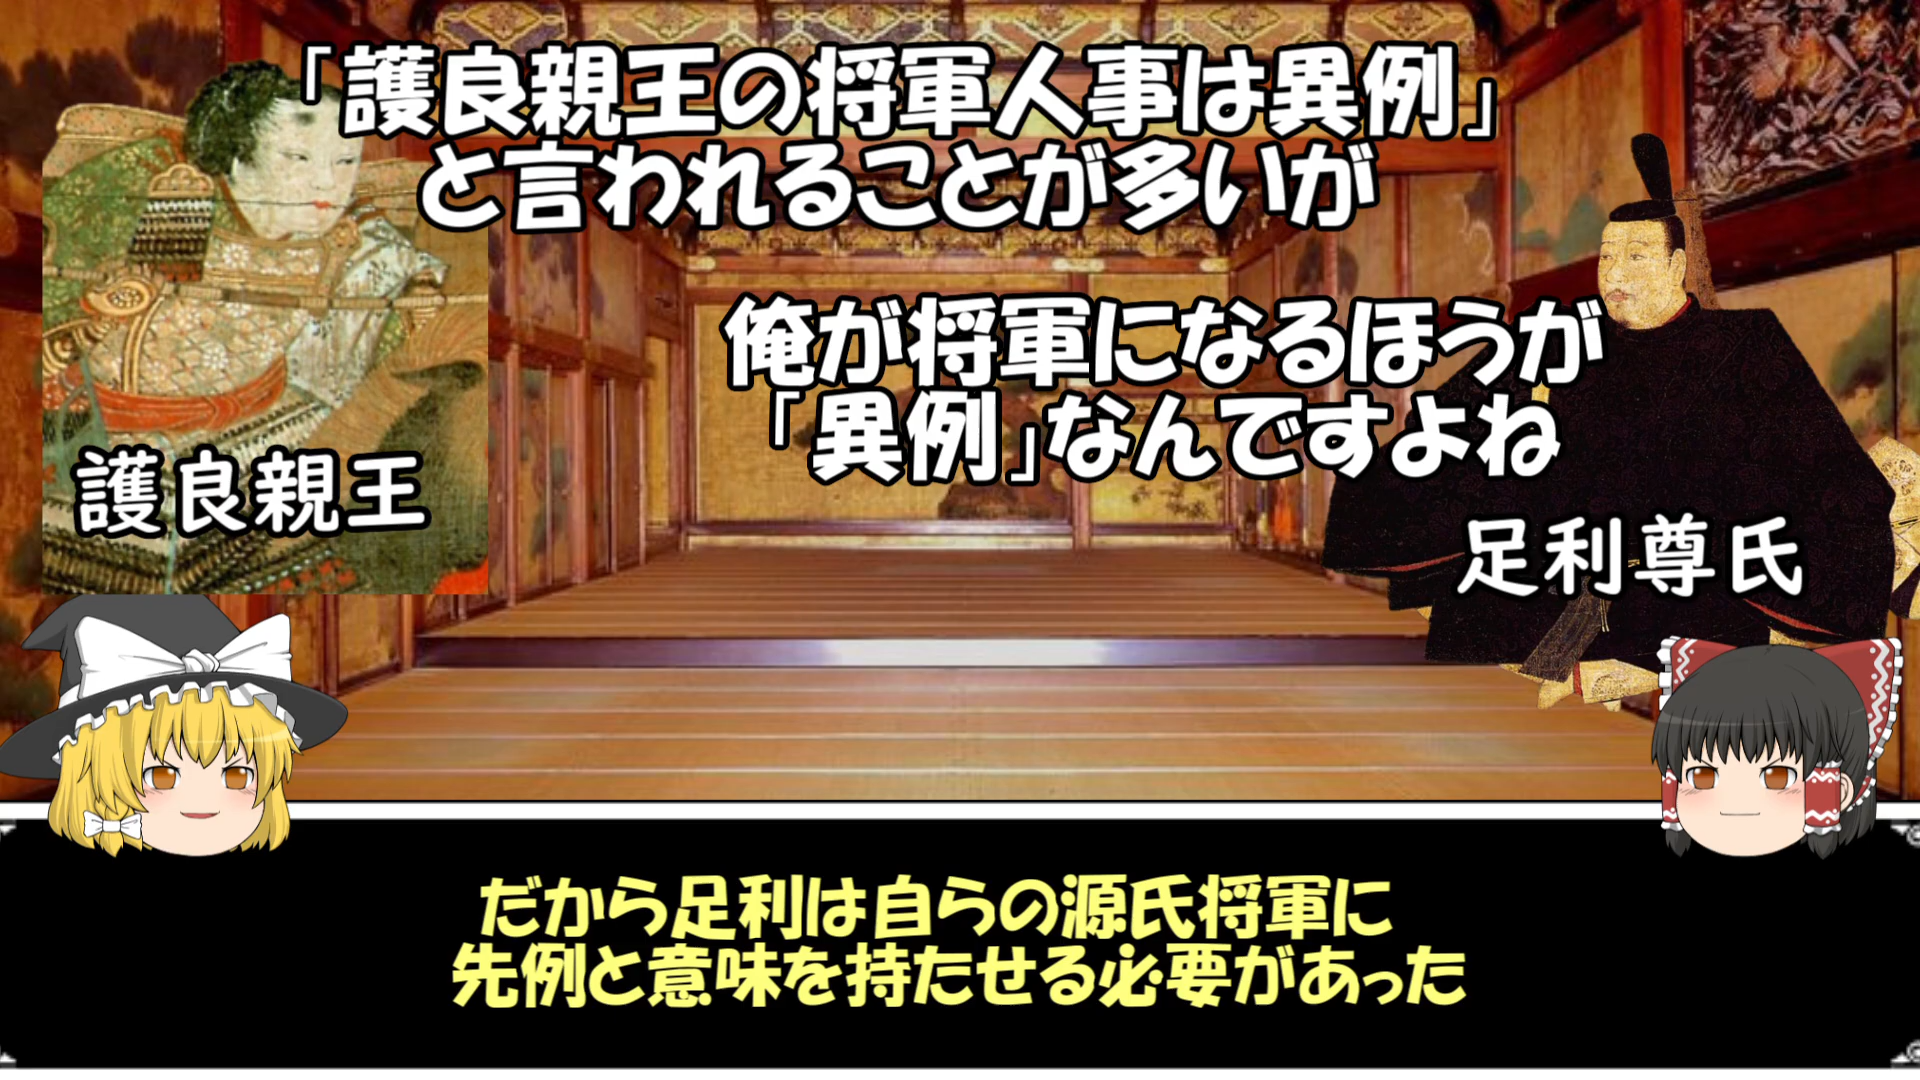 「護良親王の将軍人事は異例」
と言われることが多いが
俺が将軍になるほうが
「異例」なんですよね
護良親王
足利尊氏
だから足利は自らの源氏将軍に
先例と意味を持たせる必要があった